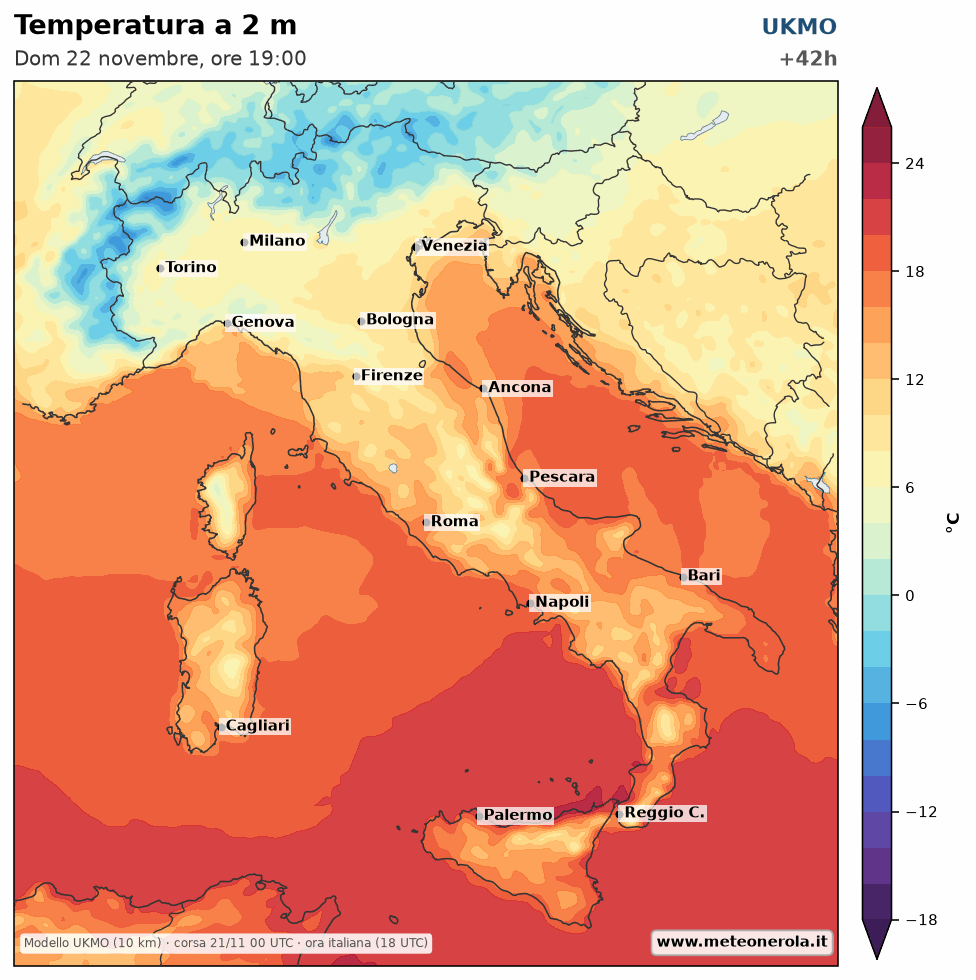 Temperatura a 2 m
UKMO
Dom 22 novembre, ore 19:00
+42h
Milano
Venezia
Torino
Genova
Bologna
Firenze
Ancona
Pescara
Roma
Bari
Napoli
Cagliari
Palermo
Reggio C.
24
18
12
6
0
−6
−12
−18
°C
Modello UKMO (10 km) · corsa 21/11 00 UTC · ora italiana (18 UTC)
www.meteonerola.it